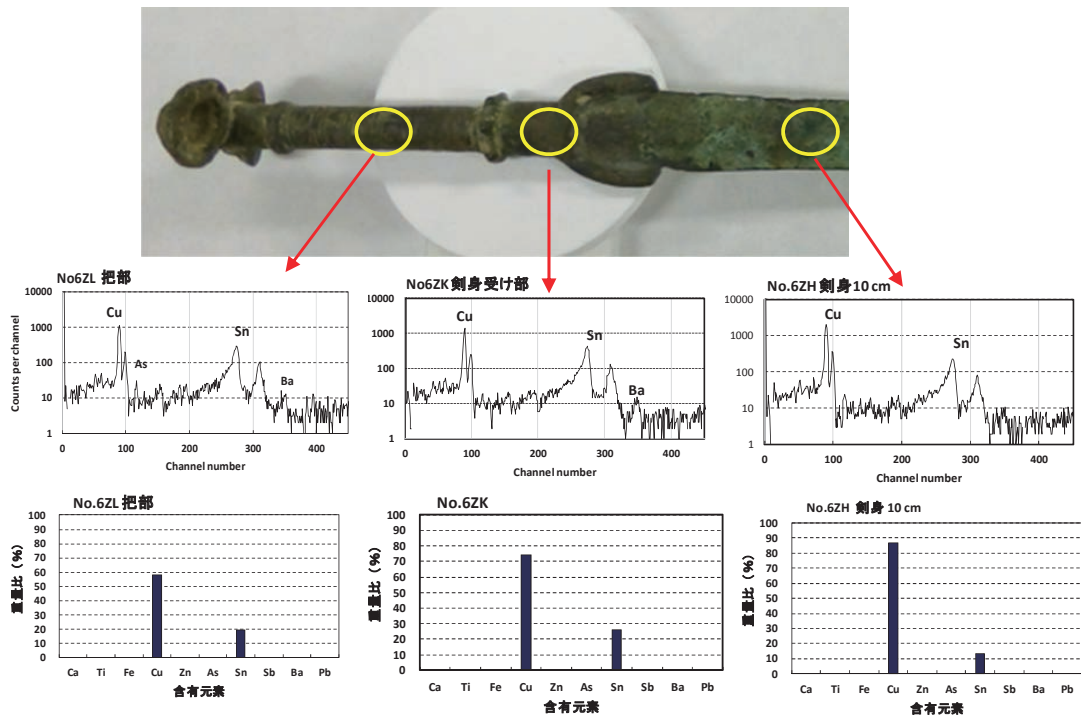 No6ZL 把部
10000
1000
100
10
1
Counts per channel
Cu
As
Sn
Ba
0 100 200 300 400
Channel number
No6ZK 剣身受け部
10000
1000
100
10
1
Cu
Sn
Ba
0 100 200 300 400
Channel number
No.6ZH 剣身10 cm
10000
1000
100
10
1
Cu
Sn
0 100 200 300 400
Channel number
No.6ZL 把部
100
90
80
70
60
50
40
30
20
10
0
重量比（%）
Ca Ti Fe Cu Zn As Sn Sb Ba Pb
含有元素
No.6ZK
100
90
80
70
60
50
40
30
20
10
0
重量比（%）
Ca Ti Fe Cu Zn As Sn Sb Ba Pb
含有元素
No.6ZH 剣身 10 cm
100
90
80
70
60
50
40
30
20
10
0
重量比（%）
Ca Ti Fe Cu Zn As Sn Sb Ba Pb
含有元素